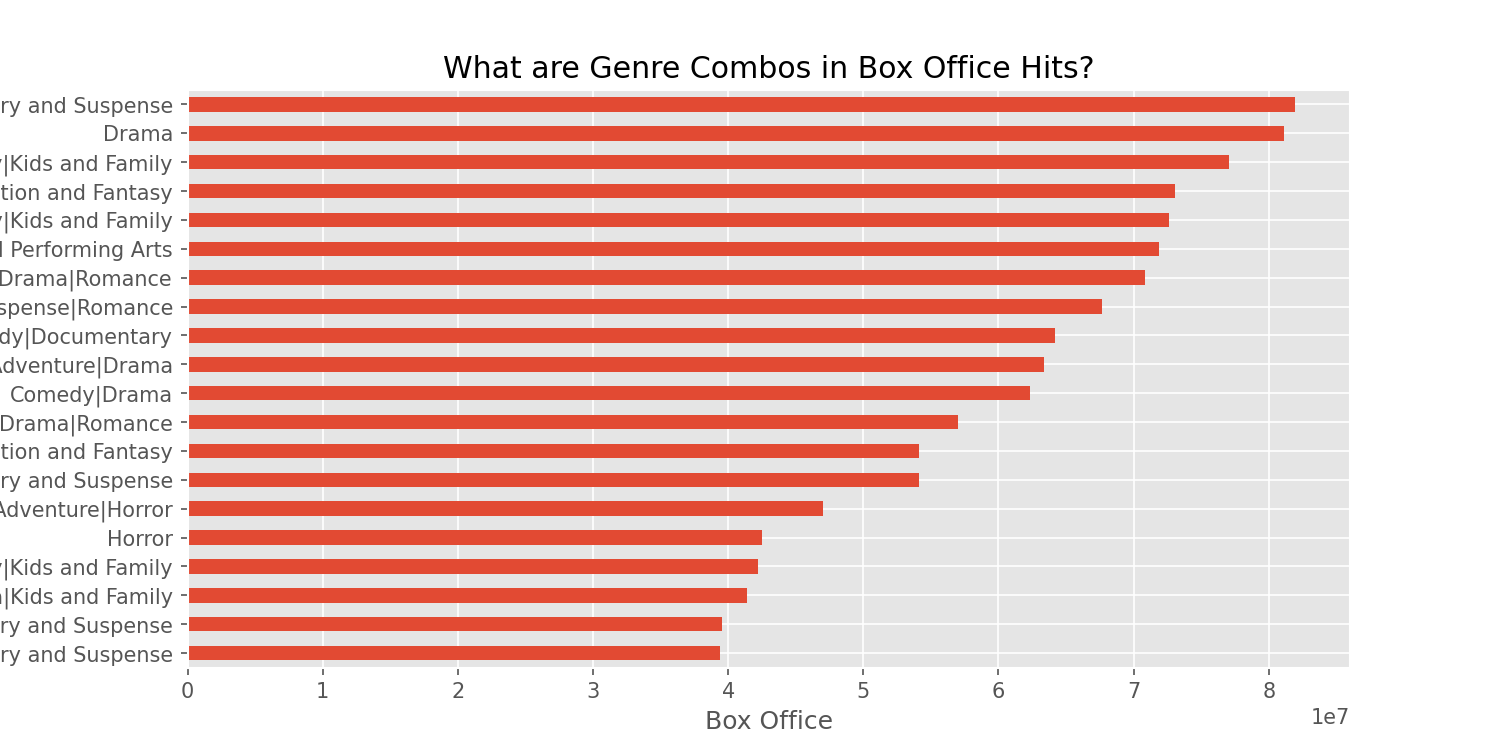 What are Genre Combos in Box Office Hits?
ry and Suspense
Drama
|Kids and Family
tion and Fantasy
|Kids and Family
Performing Arts
Drama|Romance
spense|Romance
dy|Documentary
Adventure|Drama
Comedy|Drama
Drama|Romance
tion and Fantasy
ry and Suspense
Adventure|Horror
Horror
|Kids and Family
|Kids and Family
ry and Suspense
ry and Suspense
0 1 2 3 4 5 6 7 8
1e7
Box Office